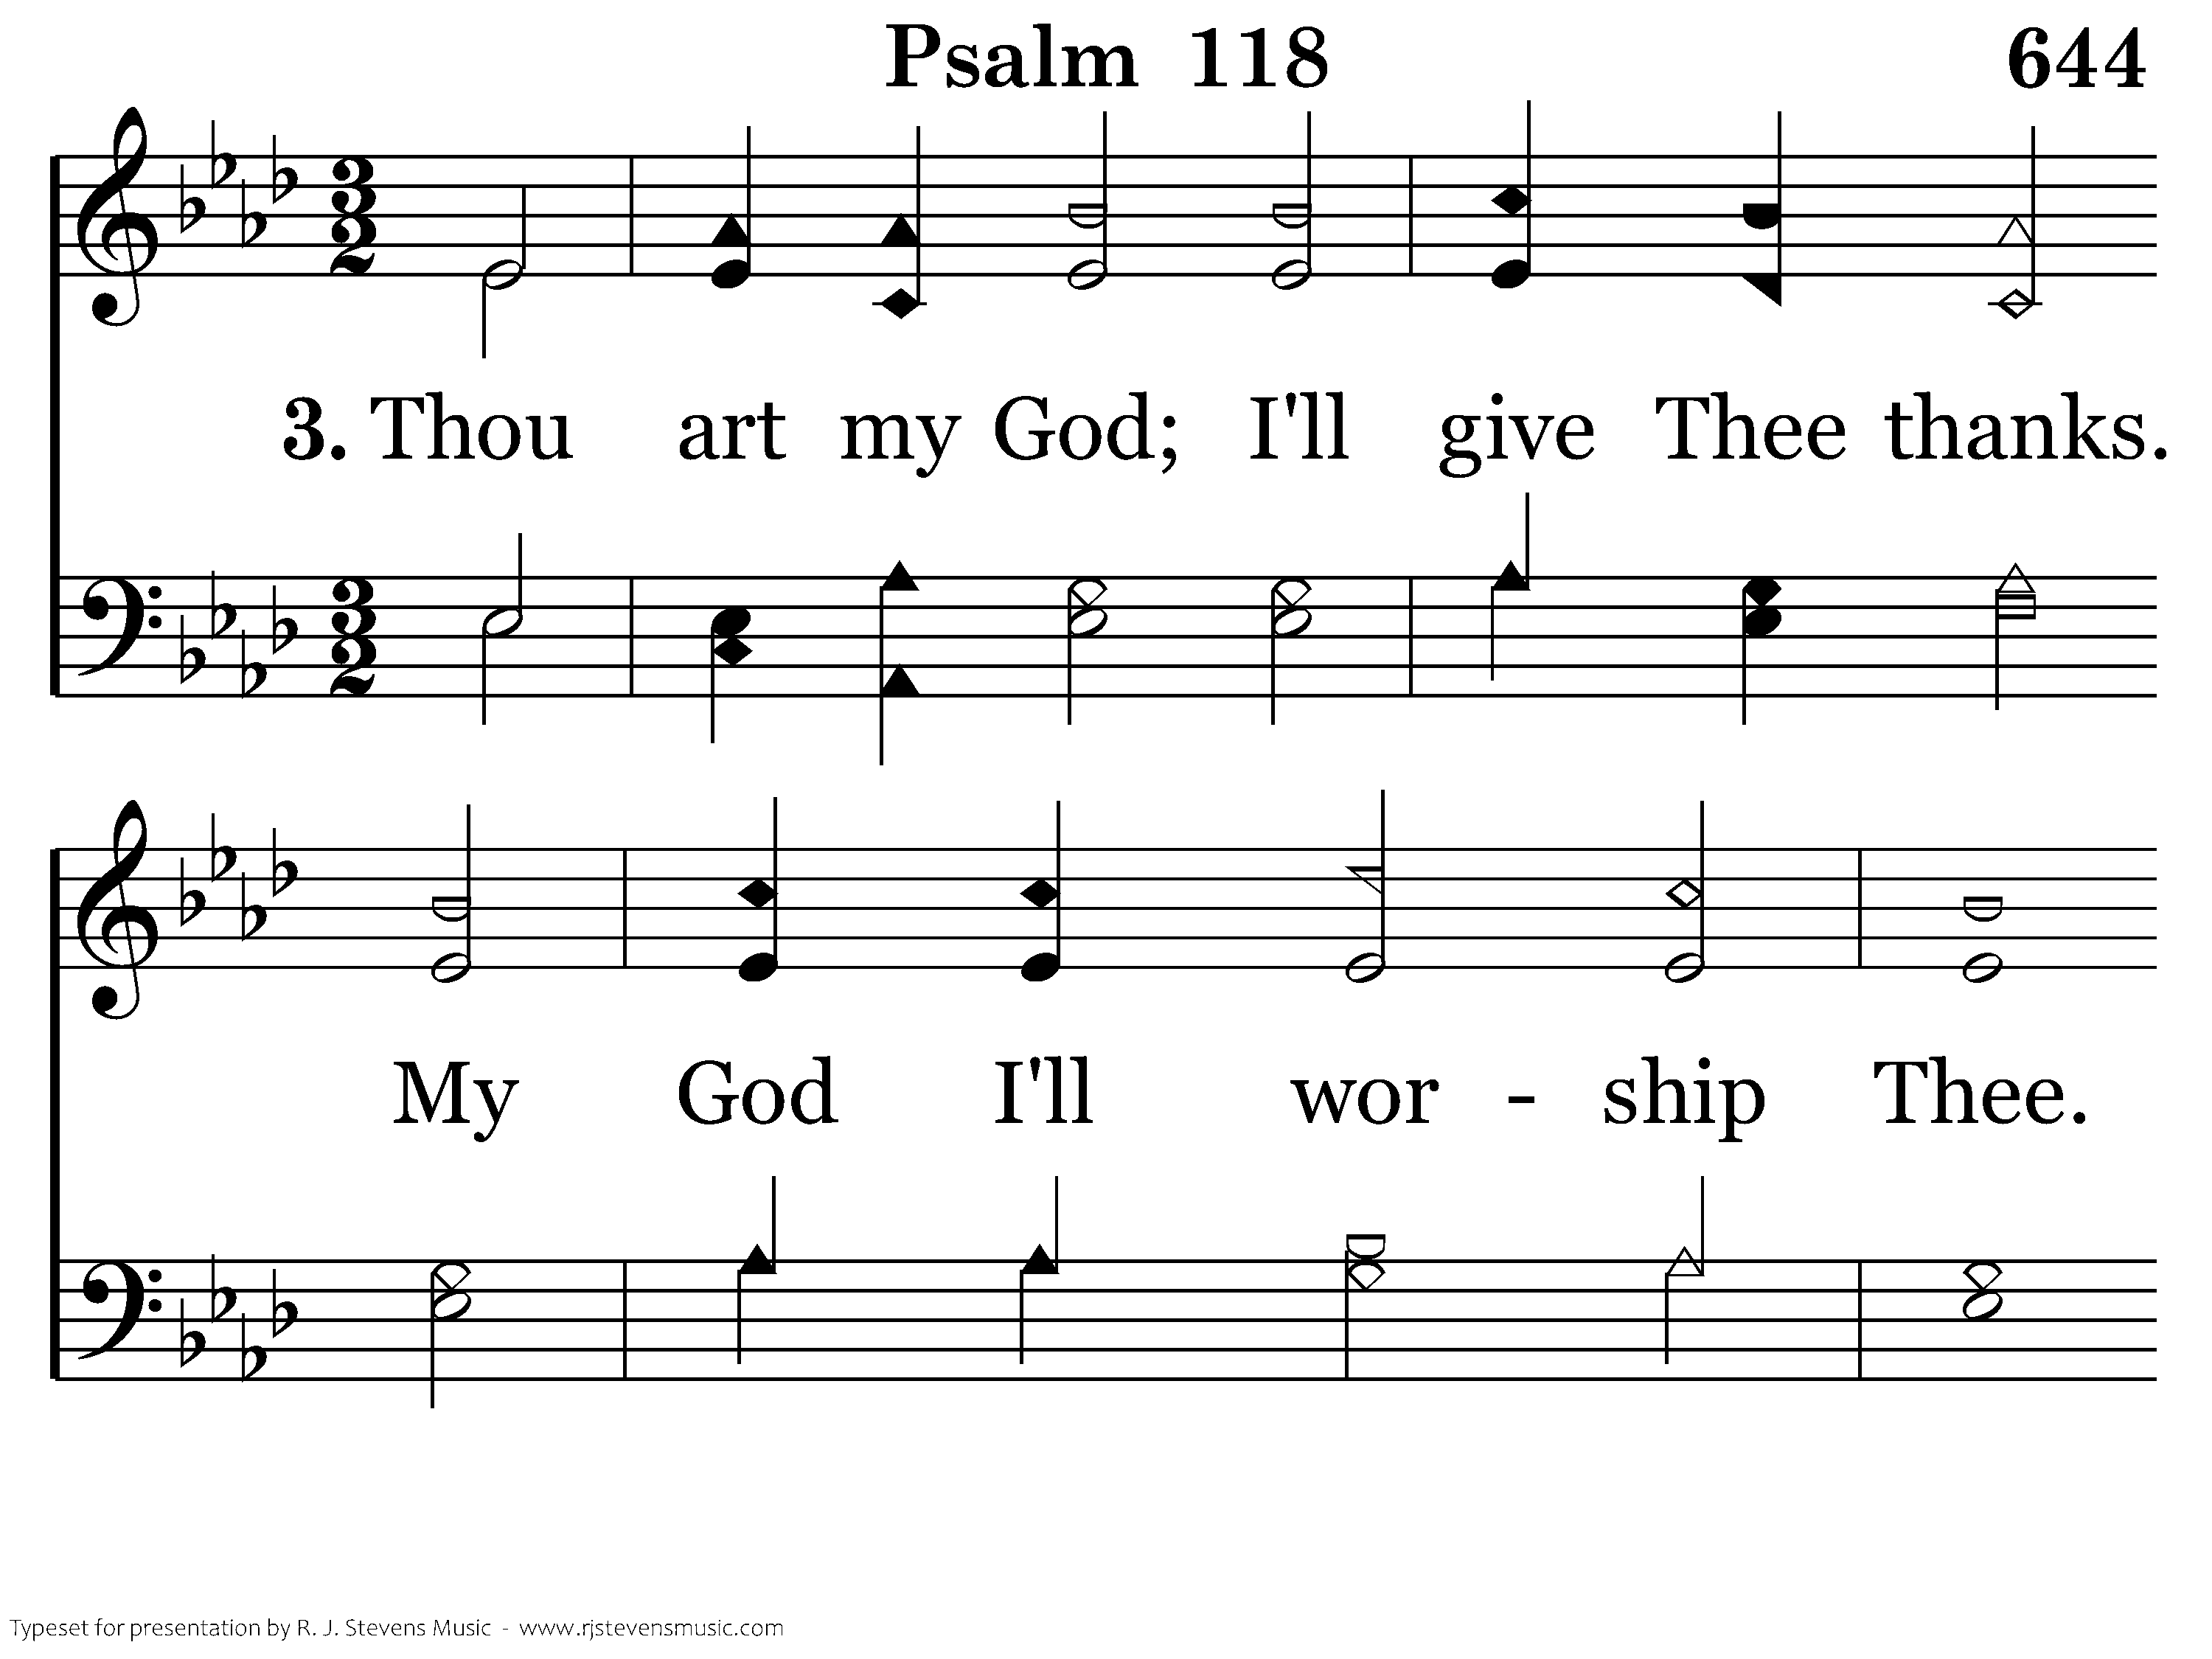 Psalm 118 644
3. Thou art my God; I'll give Thee thanks.
My God I'll wor - ship Thee.
Typeset for presentation by R. J. Stevens Music - www.rjstevensmusic.com